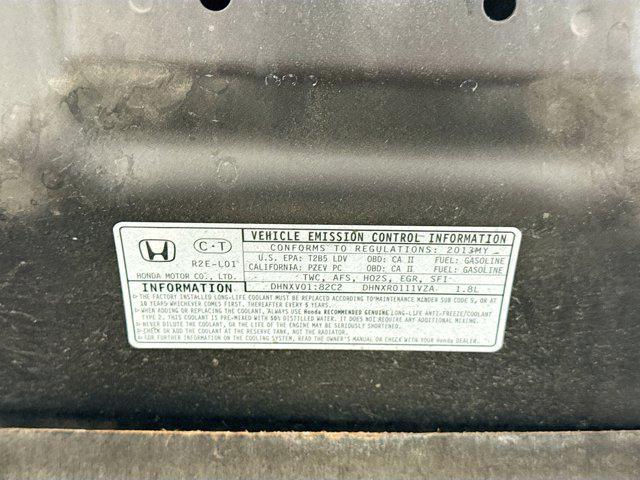 C・T
R2E-L01
HONDA MOTOR CO., LTD.
VEHICLE EMISSION CONTROL INFORMATION
CONFORMS TO REGULATIONS: 2013MY
U.S. EPA: T2B5 LDV OBD: CA II FUEL: GASOLINE
CALIFORNIA: PZEV PC OBD: CA II FUEL: GASOLINE
TWC, AFS, HO2S, EGR, SFI
DHNXV01.82C2 DHNXR0111VZA 1.8L
INFORMATION
▷THE FACTORY INSTALLED LONG-LIFE COOLANT MUST BE REPLACED ACCORDING TO MAINTENANCE MINDER SUB CODE 5, OR AT
10 YEARS WHICHEVER COMES FIRST. THEREAFTER REPLACE EVERY 5 YEARS.
▷WHEN ADDING OR REPLACING THE COOLANT, ALWAYS USE Honda RECOMMENDED GENUINE LONG-LIFE ANTI-FREEZE/COOLANT
TYPE 2. THIS COOLANT IS PRE-MIXED WITH 50% DISTILLED WATER. IT DOES NOT REQUIRE ANY ADDITIONAL MIXING.
▷NEVER DILUTE THE COOLANT, OR THE LIFE OF THE ENGINE MAY BE SERIOUSLY AFFECTED.
▷CHECK OR ADD COOLANT AT THE RESERVE TANK, NOT THE RADIATOR.
▷FOR FURTHER INFORMATION ON THE COOLING SYSTEM, READ THE OWNER'S MANUAL OR CHECK WITH YOUR Honda DEALER.